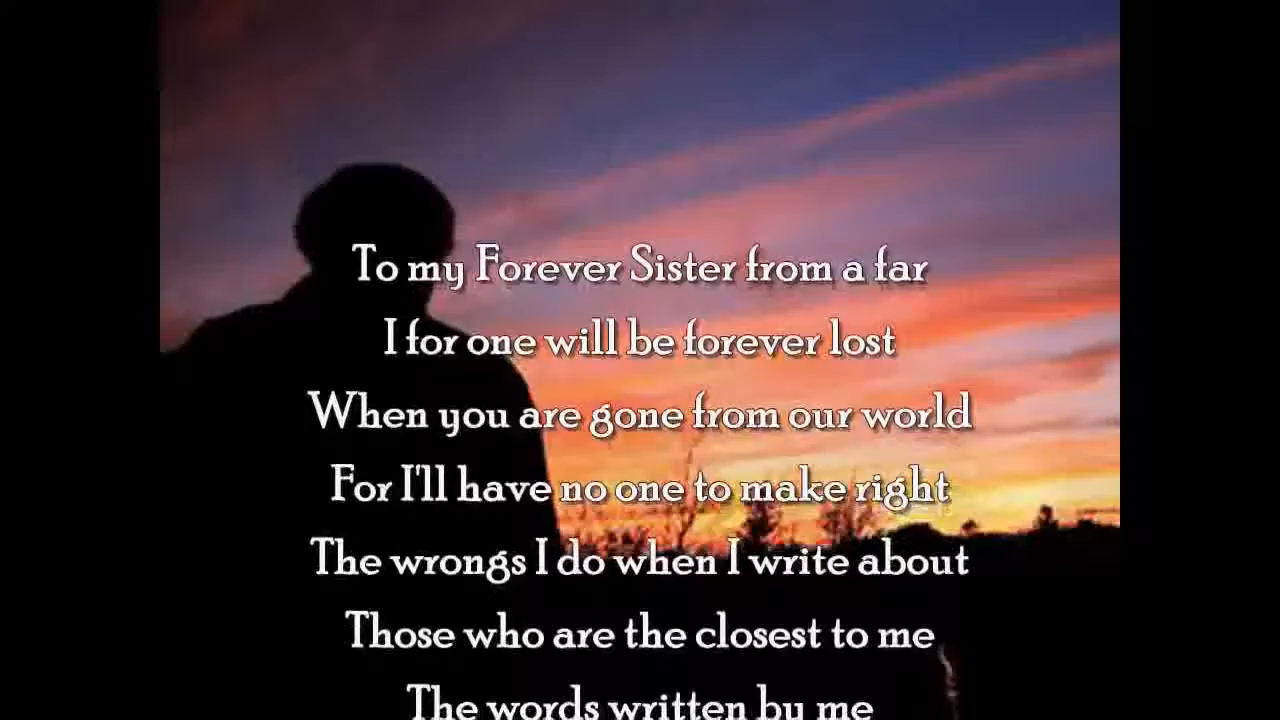 To my Forever Sister from a far
I for one will be forever lost
When you are gone from our world
For I'll have no one to make right
The wrongs I do when I write about
Those who are the closest to me
The words written by me